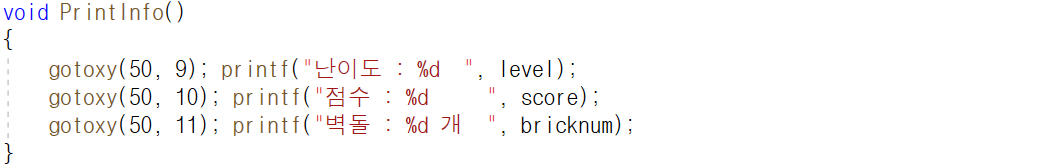 void PrintInfo()
{
    gotoxy(50, 9); printf("난이도 : %d  ", level);
    gotoxy(50, 10); printf("점수 : %d     ", score);
    gotoxy(50, 11); printf("벽돌 : %d 개  ", bricknum);
}